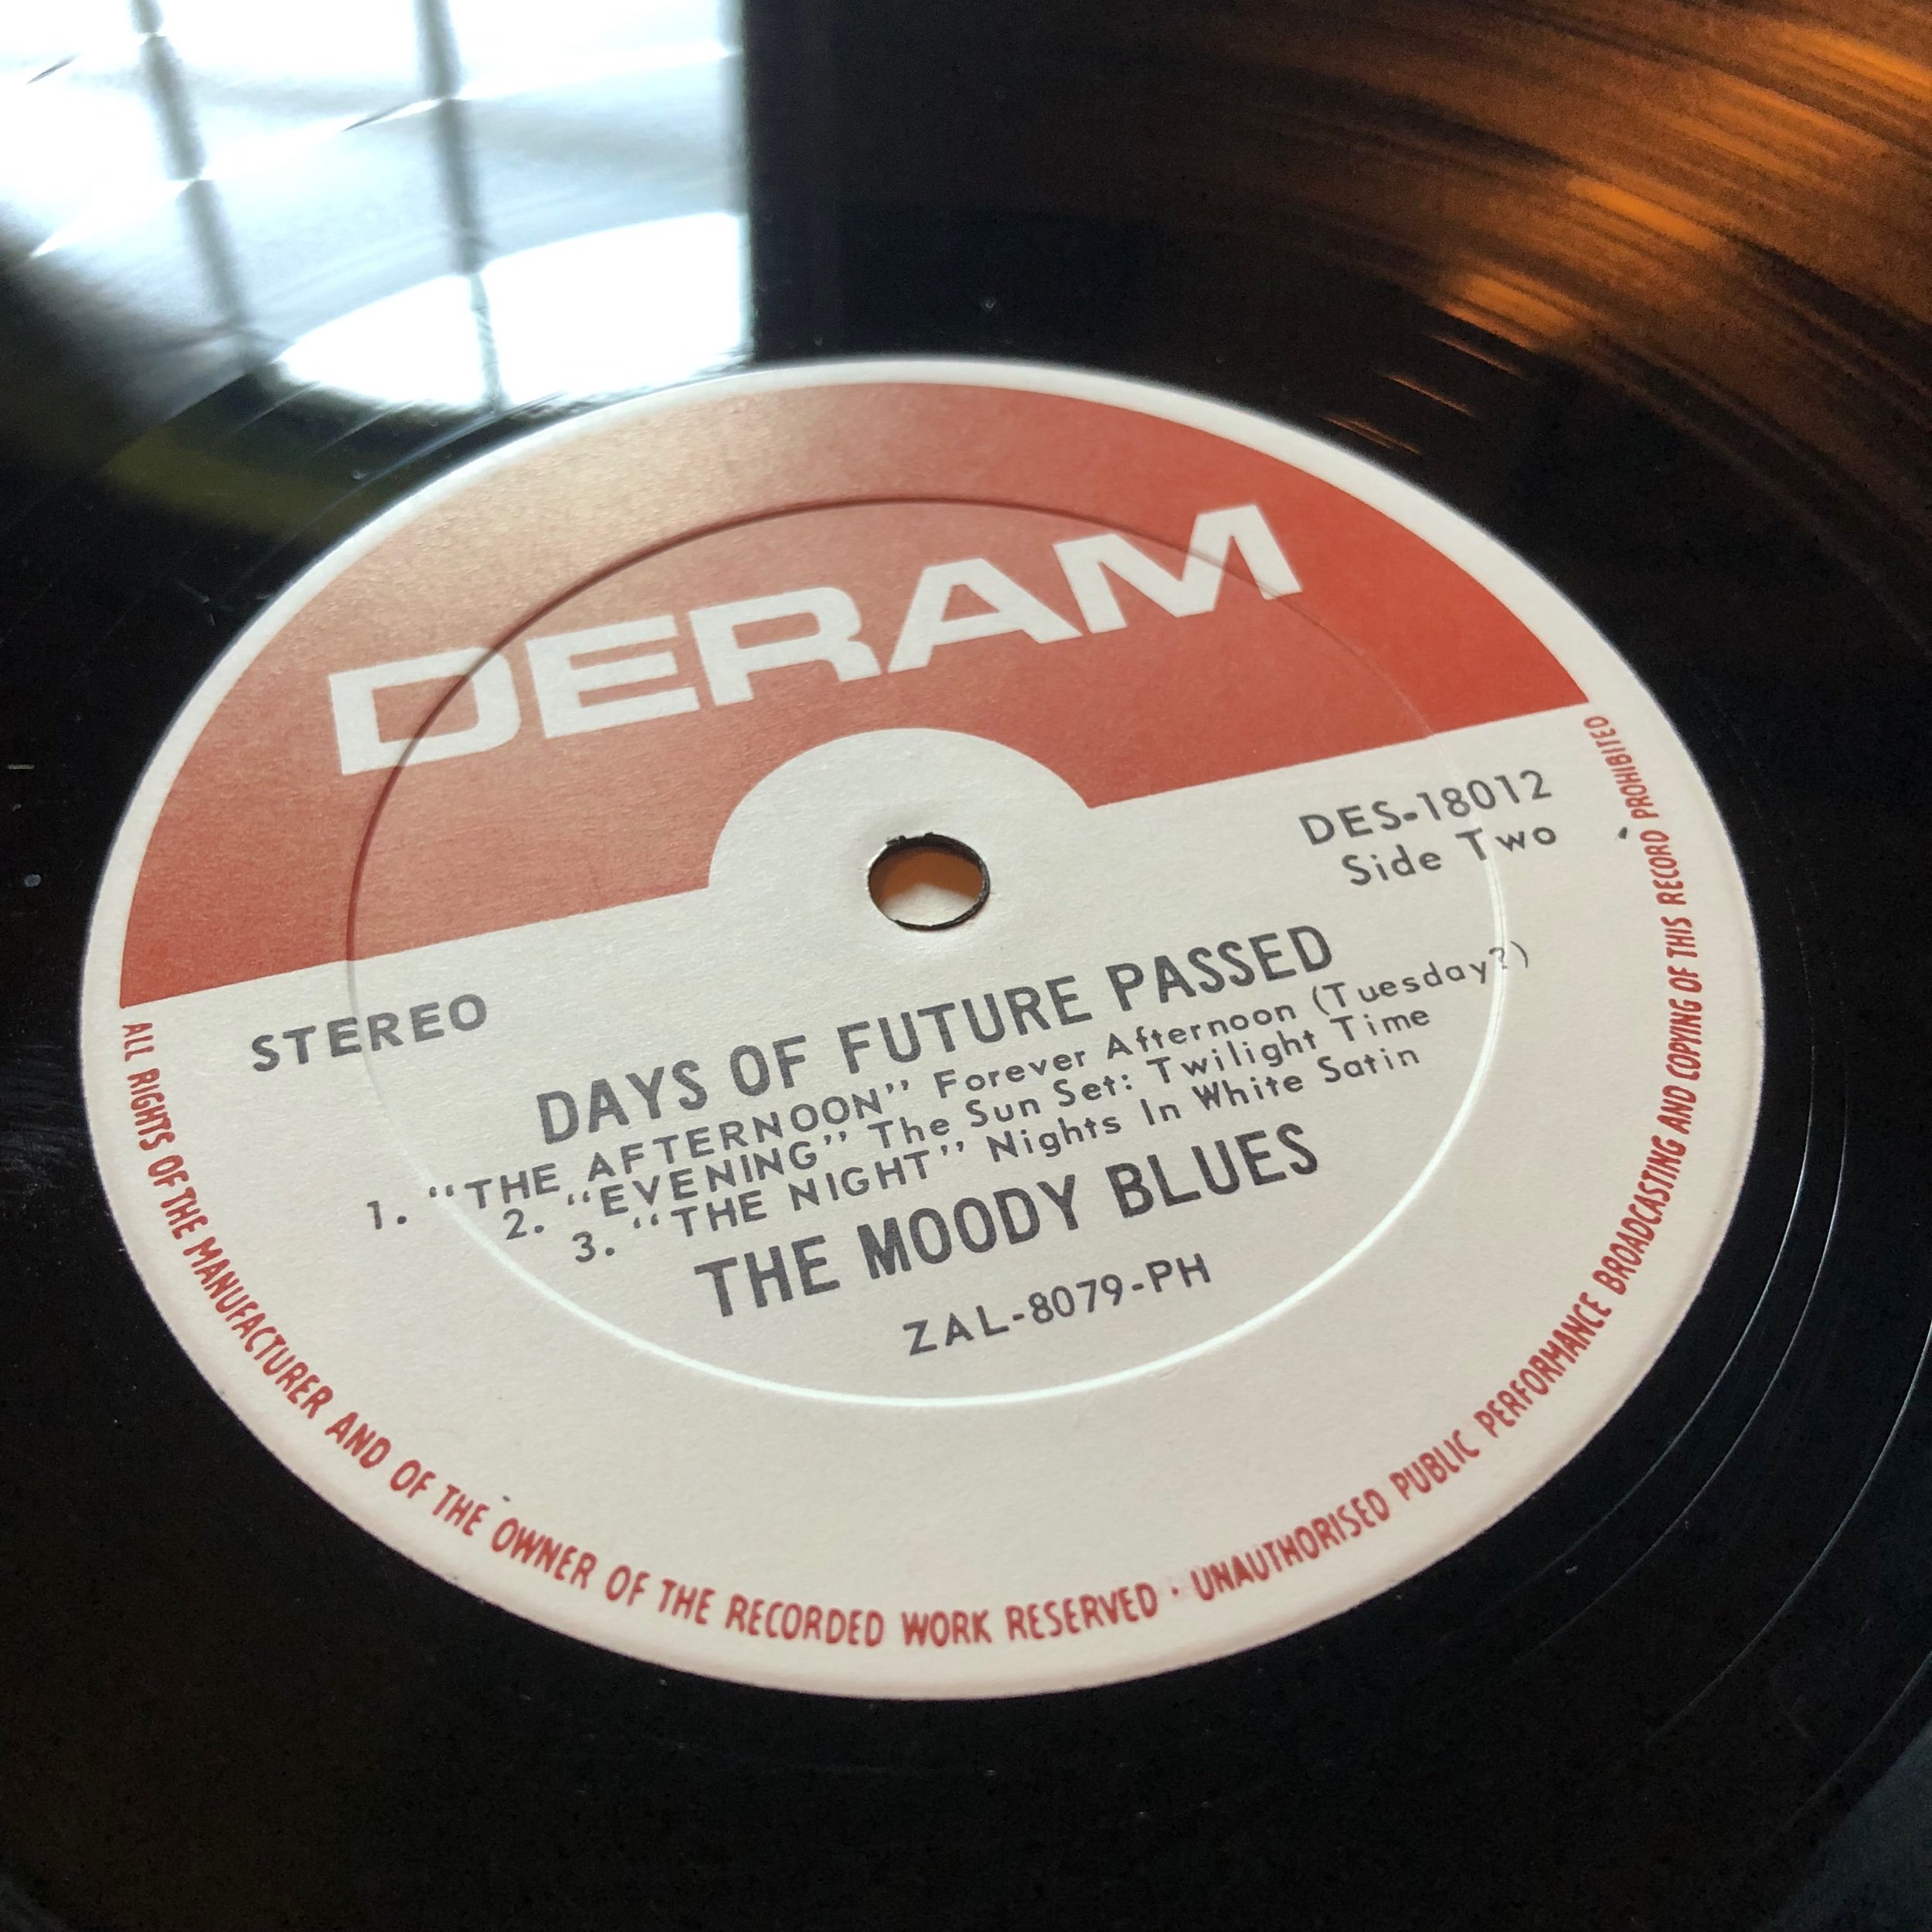 DERAM
DES-18012
Side Two
STEREO
DAYS OF FUTURE PASSED
1. “THE AFTERNOON” Forever Afternoon (Tuesday?)
2. “EVENING” The Sun Set: Twilight Time
3. “THE NIGHT” Nights In White Satin
THE MOODY BLUES
ZAL-8079-PH
ALL RIGHTS OF THE MANUFACTURER AND OF THE OWNER OF THE RECORDED WORK RESERVED · UNAUTHORISED PUBLIC PERFORMANCE BROADCASTING AND COPYING OF THIS RECORD PROHIBITED